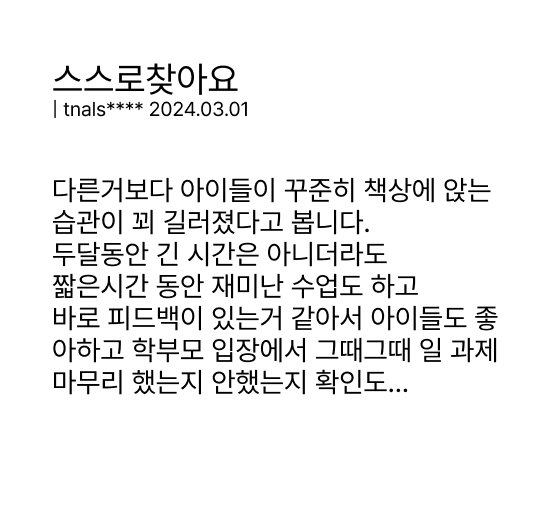 스스로찾아요
| tnals**** 2024.03.01
다른거보다 아이들이 꾸준히 책상에 앉는
습관이 꾀 길러졌다고 봅니다.
두달동안 긴 시간은 아니더라도
짧은시간 동안 재미난 수업도 하고
바로 피드백이 있는거 같아서 아이들도 좋
아하고 학부모 입장에서 그때그때 일 과제
마무리 했는지 안했는지 확인도...